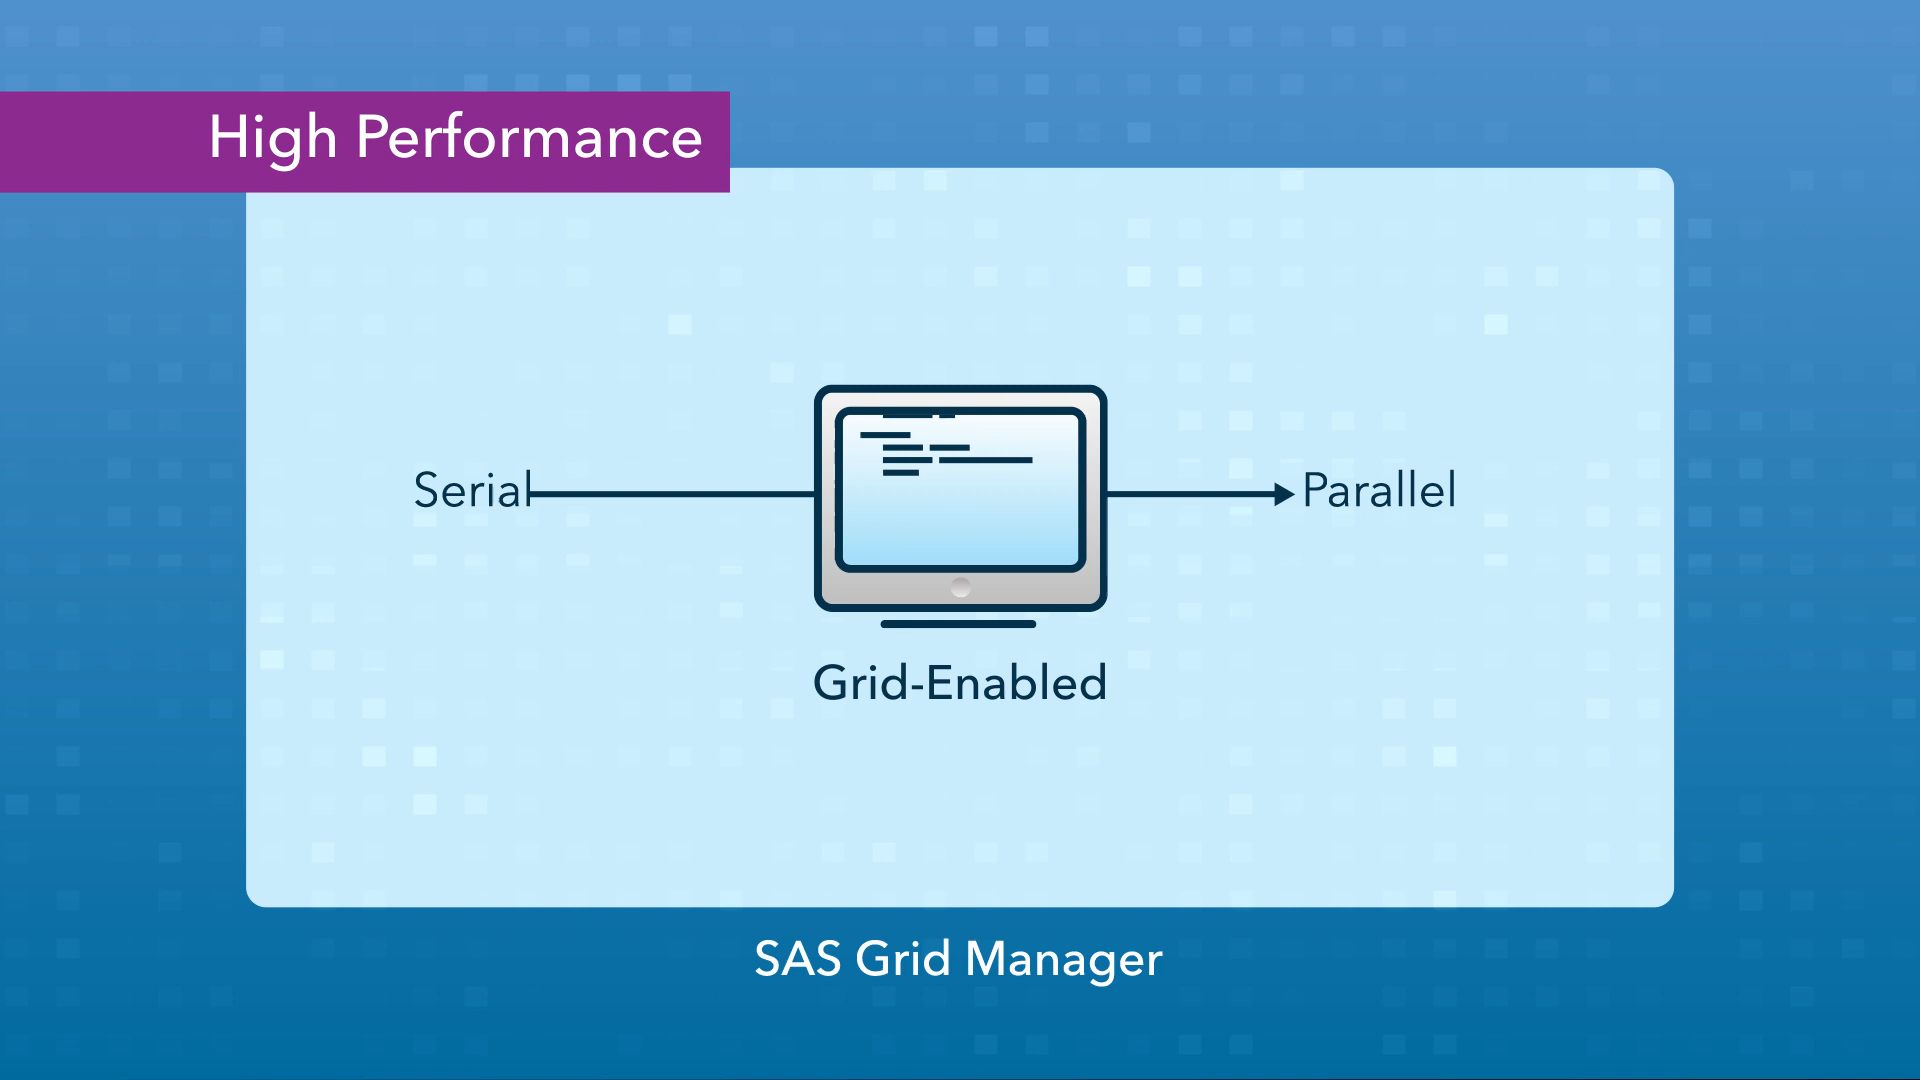 High Performance
Serial
Parallel
Grid-Enabled
SAS Grid Manager